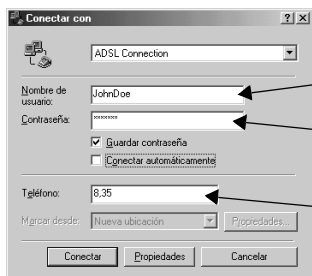 Conectar con
ADSL Connection
Nombre de usuario:
JohnDoe
Contraseña:
xxxxxxx
Guardar contraseña
Conectar automáticamente
Teléfono:
8,35
Marcar desde:
Nueva ubicación
Propiedades...
Conectar
Propiedades
Cancelar